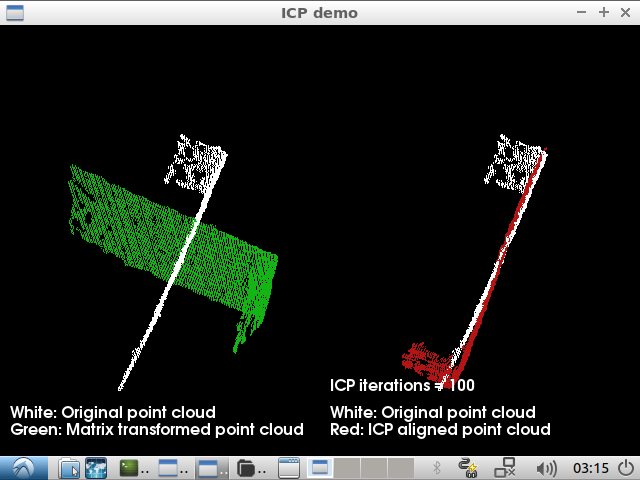 ICP demo
ICP iterations = 100
White: Original point cloud
Green: Matrix transformed point cloud
White: Original point cloud
Red: ICP aligned point cloud
..
..
..
..
03:15